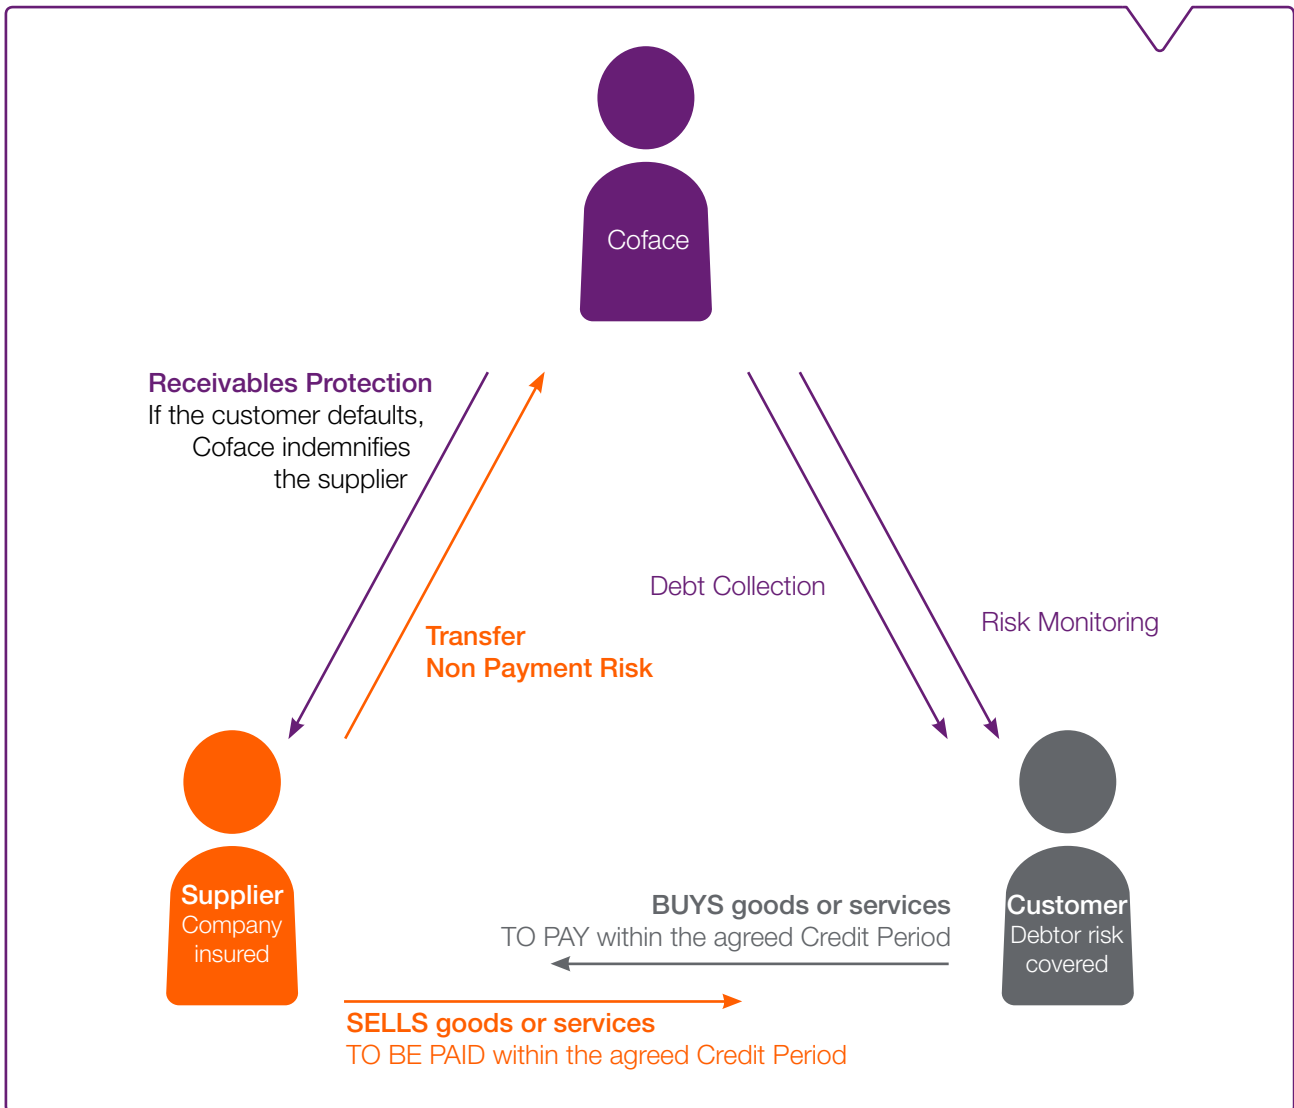 Coface
Receivables Protection
If the customer defaults,
Coface indemnifies
the supplier
Debt Collection
Risk Monitoring
Transfer
Non Payment Risk
Supplier
Company
insured
BUYS goods or services
TO PAY within the agreed Credit Period
Customer
Debtor risk
covered
SELLS goods or services
TO BE PAID within the agreed Credit Period